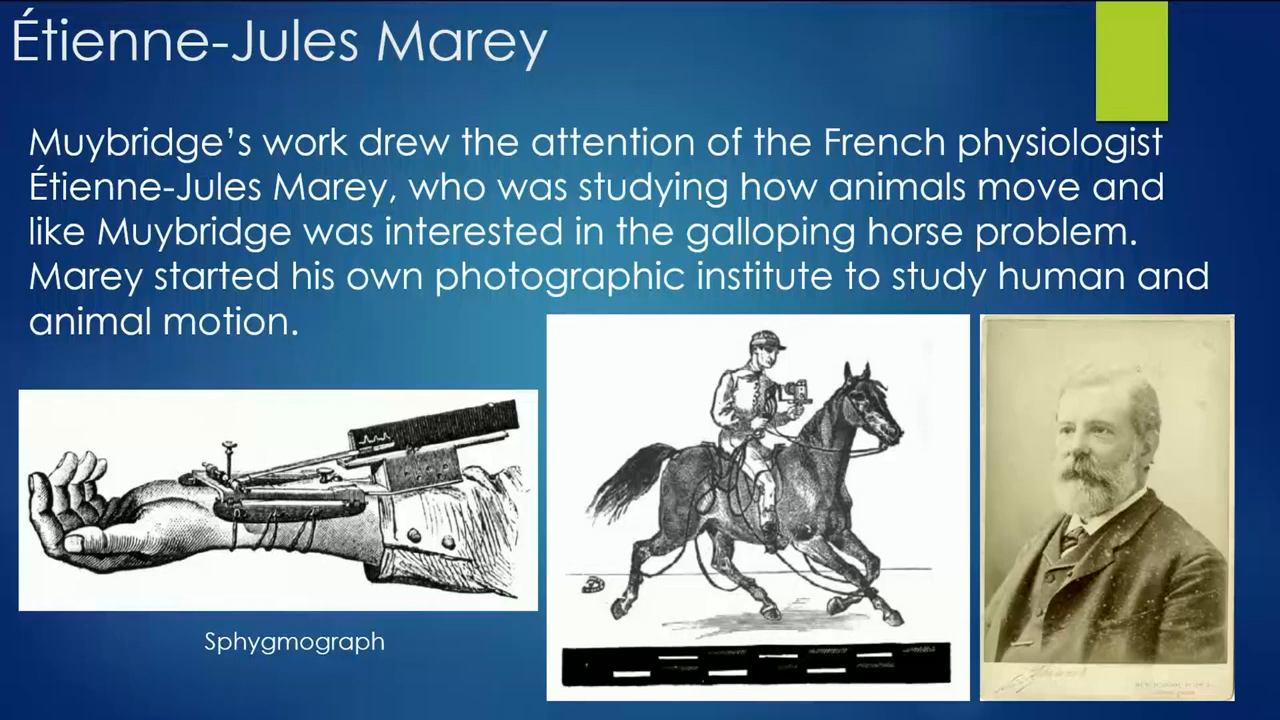 Étienne-Jules Marey
Muybridge’s work drew the attention of the French physiologist
Étienne-Jules Marey, who was studying how animals move and
like Muybridge was interested in the galloping horse problem.
Marey started his own photographic institute to study human and
animal motion.
Sphygmograph